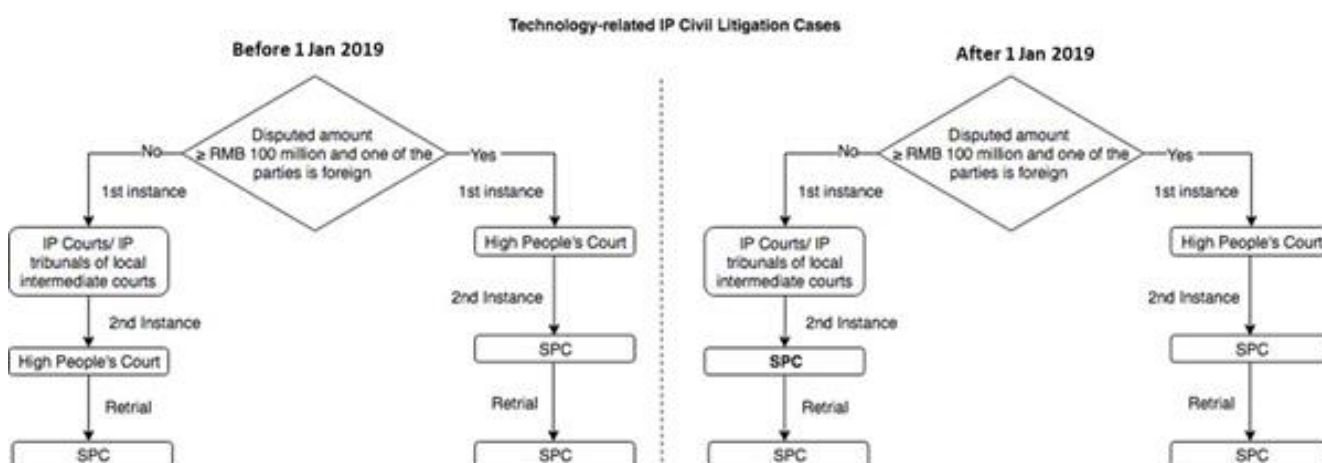 Technology-related IP Civil Litigation Cases
Before 1 Jan 2019
Disputed amount
≥ RMB 100 million and one of the
parties is foreign
No
Yes
1st instance
1st instance
IP Courts/ IP
tribunals of local
intermediate courts
High People's Court
2nd Instance
2nd Instance
High People's Court
SPC
Retrial
Retrial
SPC
SPC
After 1 Jan 2019
Disputed amount
≥ RMB 100 million and one of the
parties is foreign
No
Yes
1st instance
1st instance
IP Courts/ IP
tribunals of local
intermediate courts
High People's Court
2nd Instance
2nd Instance
SPC
SPC
Retrial
Retrial
SPC
SPC